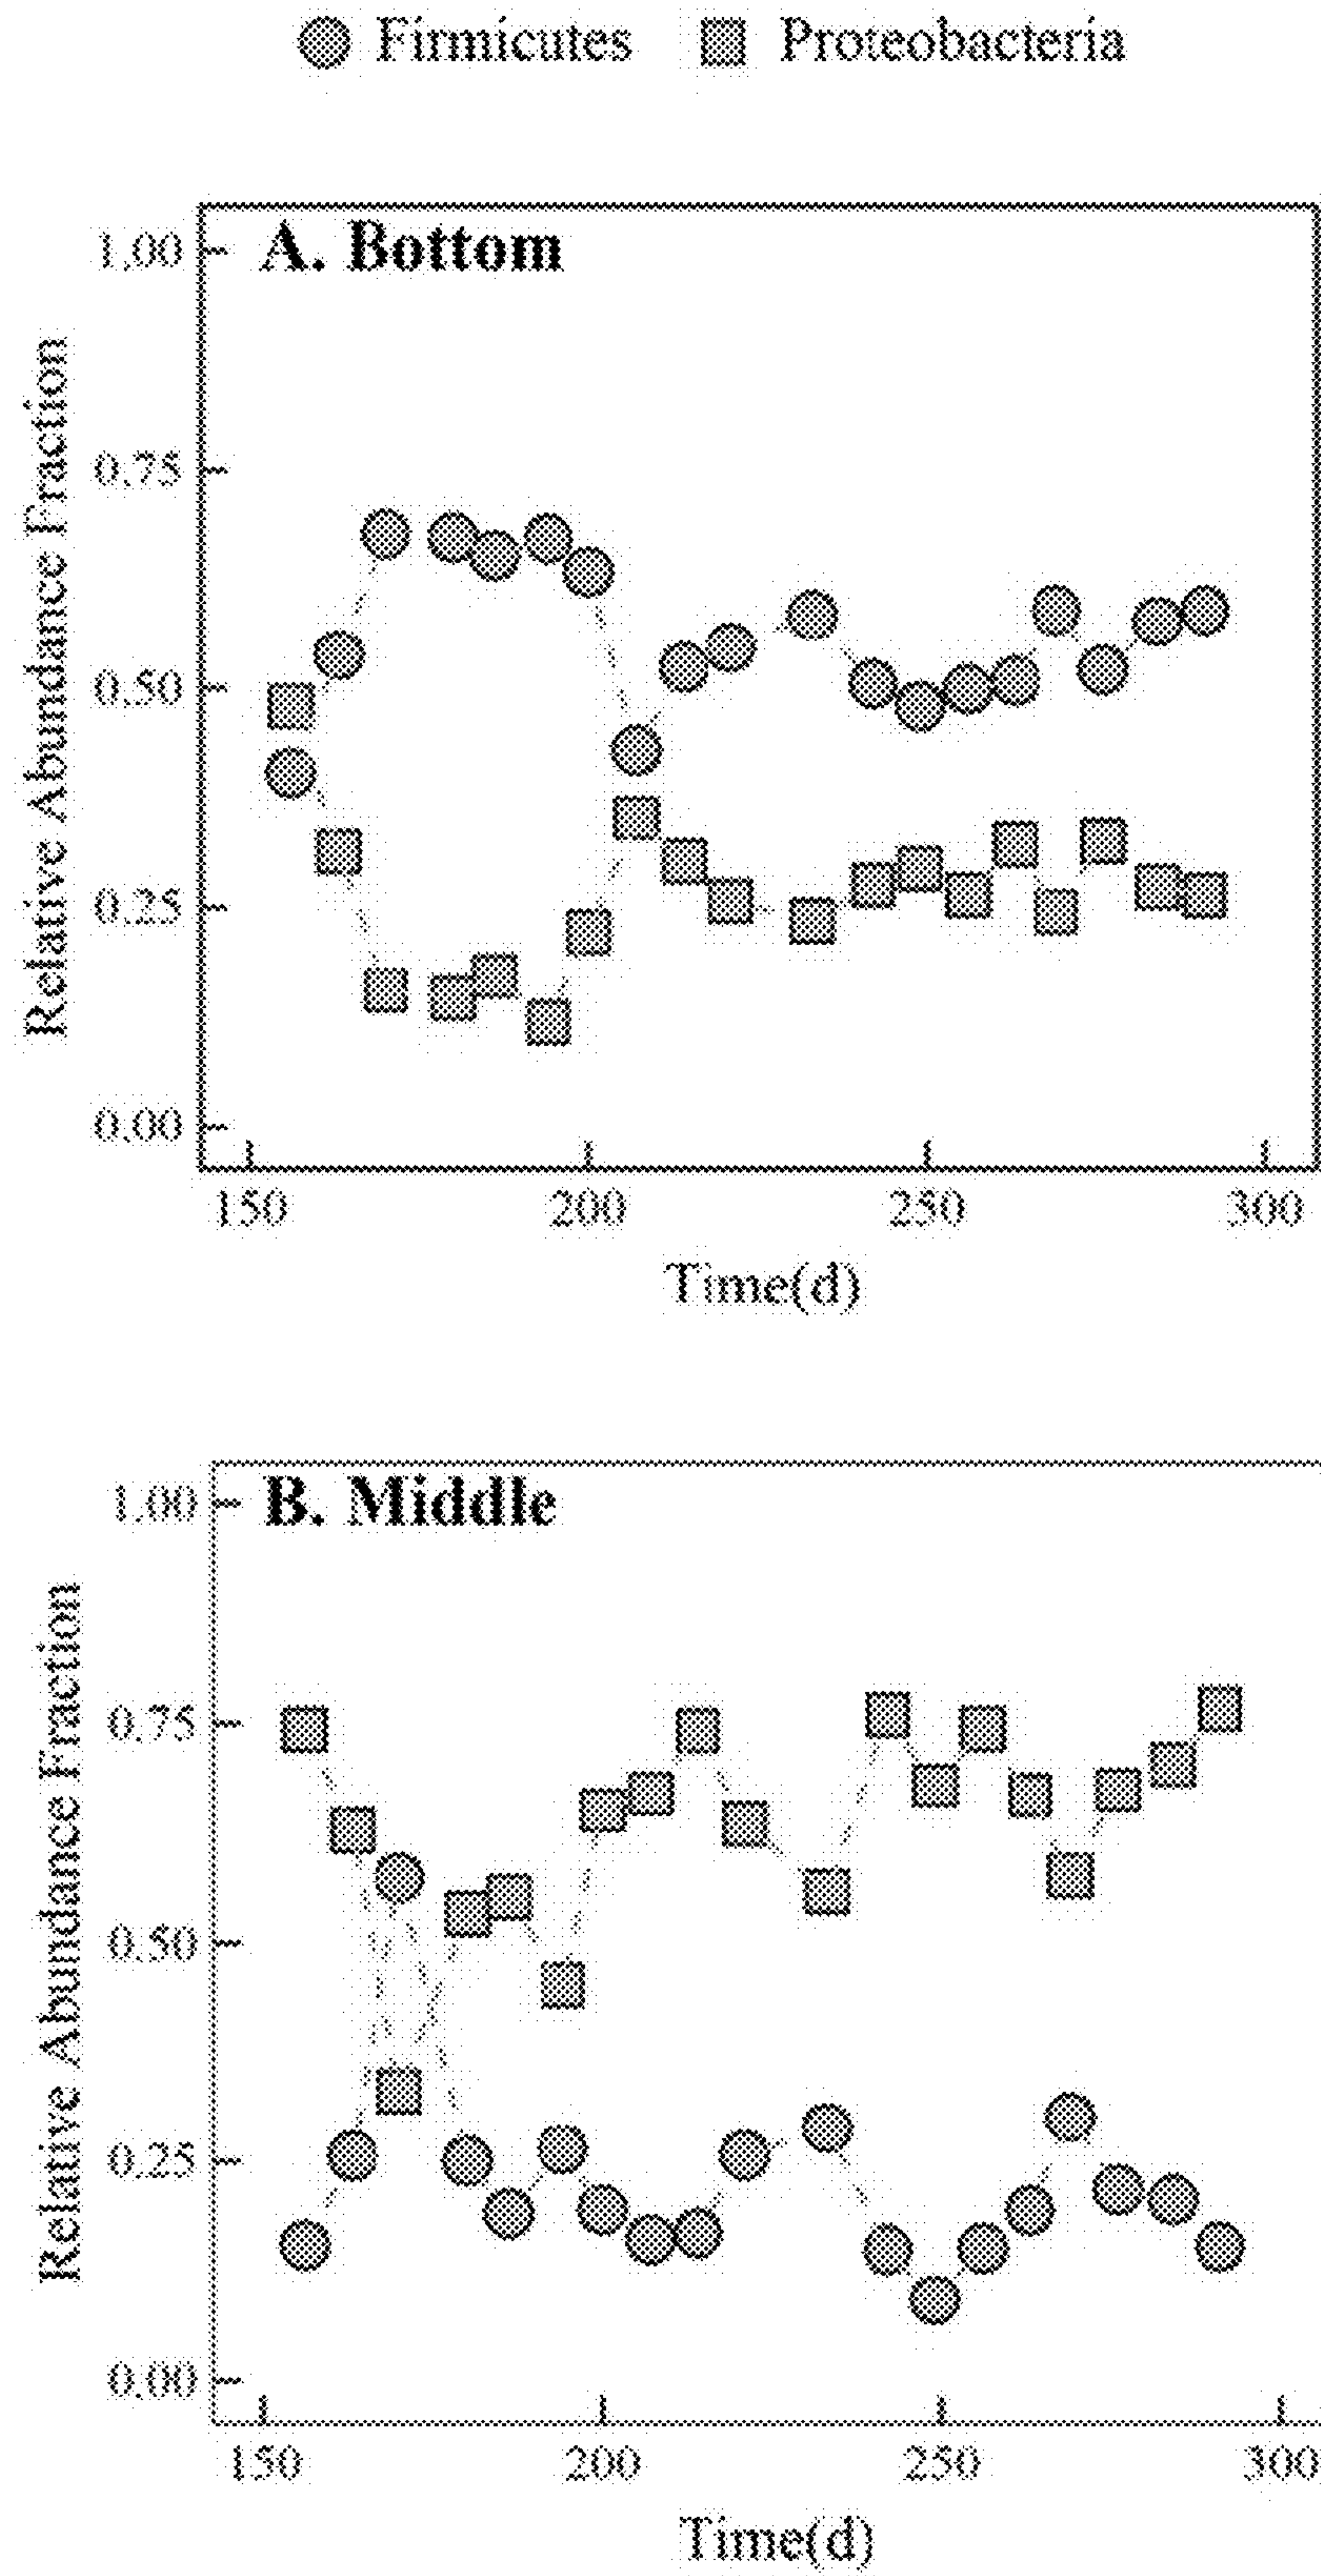 Firmicutes Proteobacteria
A. Bottom
1.00
0.75
0.50
0.25
0.00
Relative Abundance Fraction
150 200 250 300
Time(d)
B. Middle
1.00
0.75
0.50
0.25
0.00
Relative Abundance Fraction
150 200 250 300
Time(d)